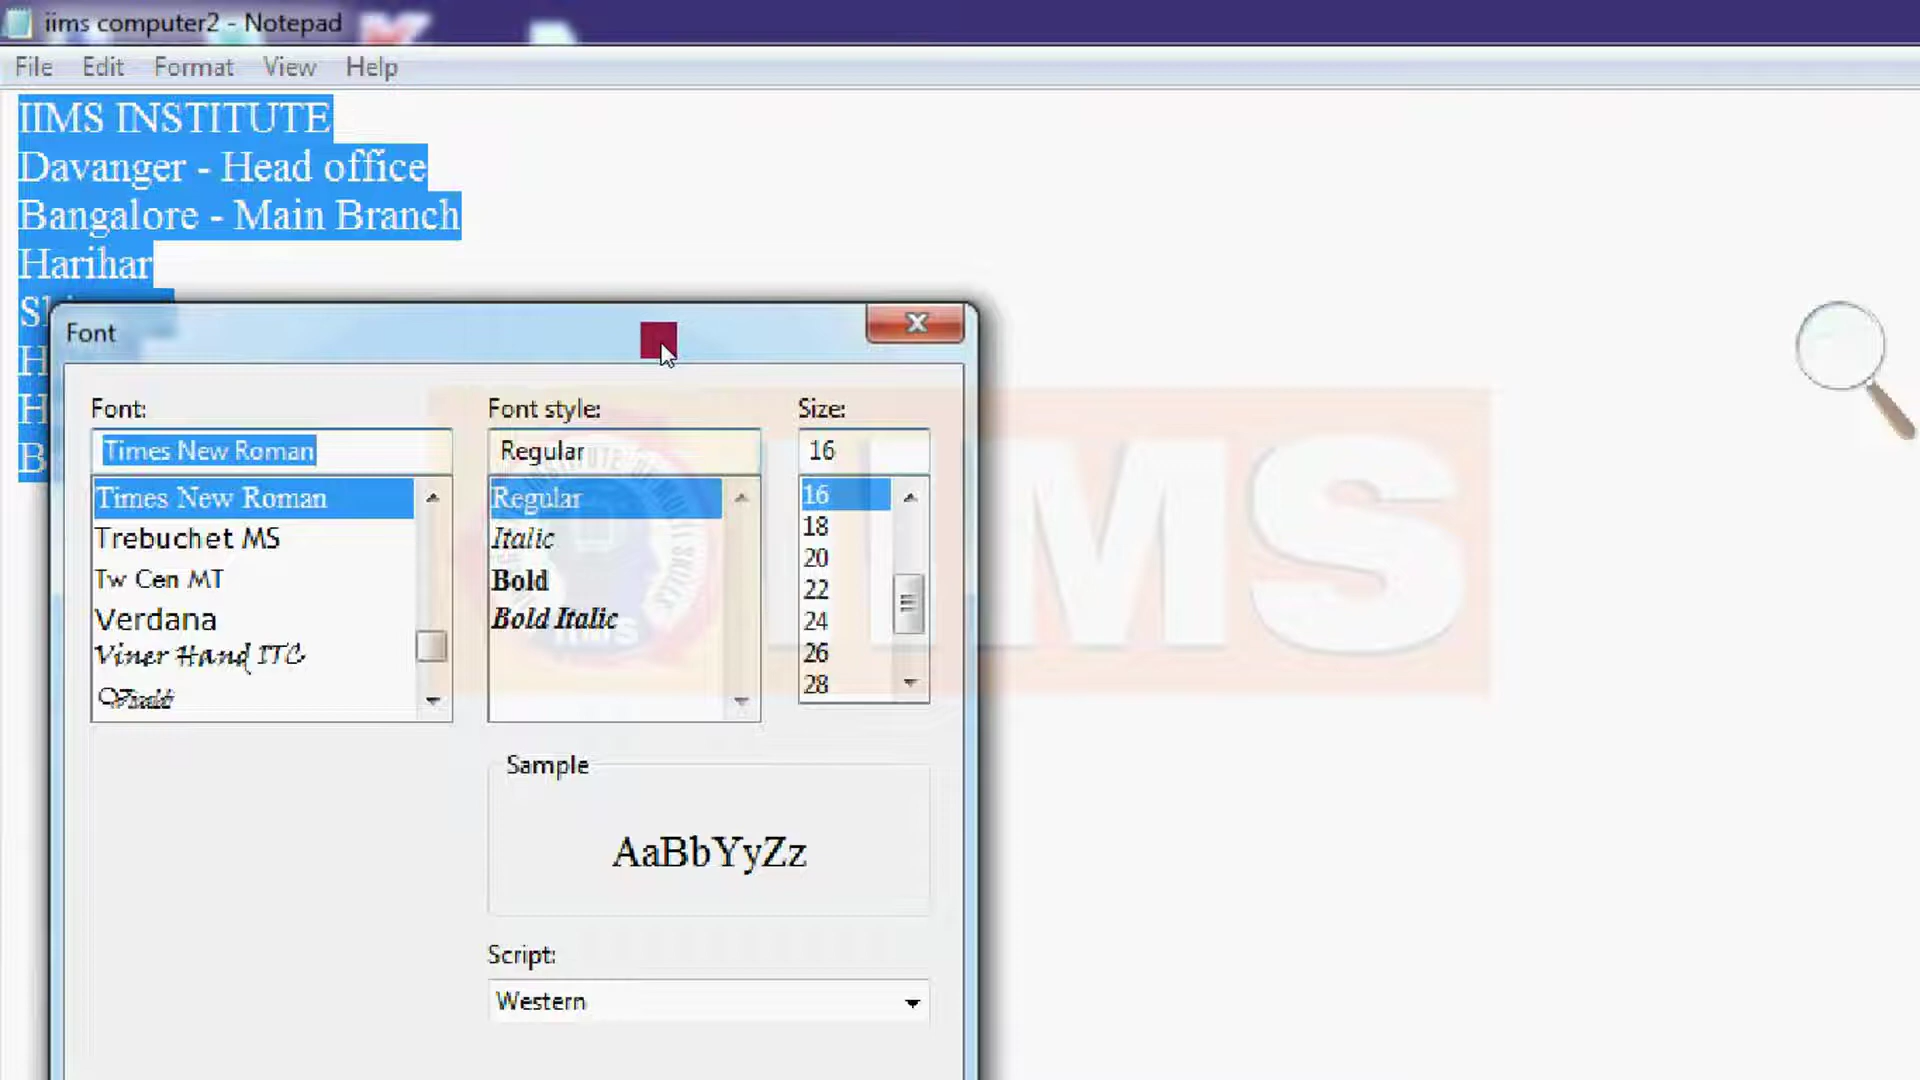 iims computer2 - Notepad
File Edit Format View Help
IIMS INSTITUTE
Davanger - Head office
Bangalore - Main Branch
Harihar
Font
Font: Font style: Size:
Times New Roman Regular 16
Times New Roman Regular 16
Trebuchet MS Italic 18
Tw Cen MT Bold 20
Verdana Bold Italic 22
Viner Hand ITC 24
26
28
IIMS
Sample
AaBbYyZz
Script:
Western